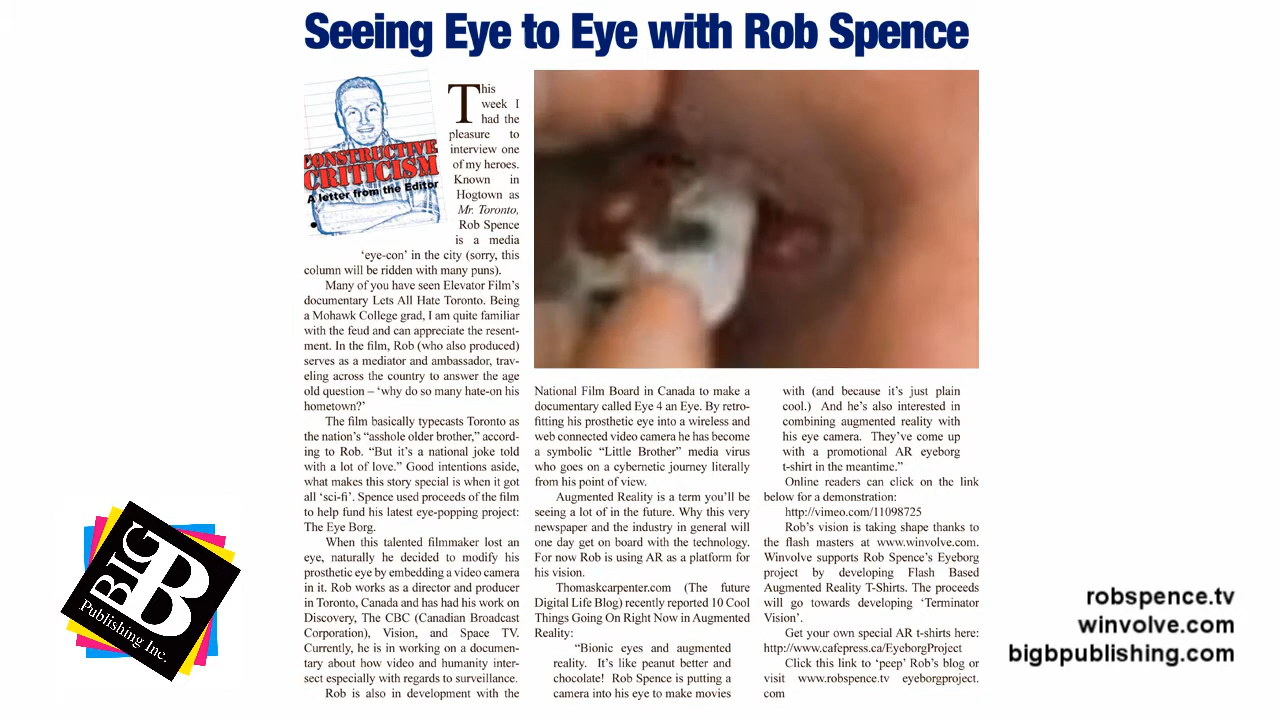 Seeing Eye to Eye with Rob Spence
CONSTRUCTIVE
CRITICISM
A letter from the Editor
This
week I
had the
pleasure to
interview one
of my heroes.
Known in
Hogtown as
Mr. Toronto,
Rob Spence
is a media
‘eye-con’ in the city (sorry, this
column will be ridden with many puns).
Many of you have seen Elevator Film’s
documentary Lets All Hate Toronto. Being
a Mohawk College grad, I am quite familiar
with the feud and can appreciate the resent-
ment. In the film, Rob (who also produced)
serves as a mediator and ambassador, trav-
eling across the country to answer the age
old question – ‘why do so many hate-on his
hometown?’
The film basically typecasts Toronto as
the nation’s “asshole older brother,” accord-
ing to Rob. “But it’s a national joke told
with a lot of love.” Good intentions aside,
what makes this story special is when it got
all ‘sci-fi’. Spence used proceeds of the film
to help fund his latest eye-popping project:
The Eye Borg.
When this talented filmmaker lost an
eye, naturally he decided to modify his
prosthetic eye by embedding a video camera
in it. Rob works as a director and producer
in Toronto, Canada and has had his work on
Discovery, The CBC (Canadian Broadcast
Corporation), Vision, and Space TV.
Currently, he is in working on a documen-
tary about how video and humanity inter-
sect especially with regards to surveillance.
Rob is also in development with the
National Film Board in Canada to make a
documentary called Eye 4 an Eye. By retro-
fitting his prosthetic eye into a wireless and
web connected video camera he has become
a symbolic “Little Brother” media virus
who goes on a cybernetic journey literally
from his point of view.
Augmented Reality is a term you’ll be
seeing a lot of in the future. Why this very
newspaper and the industry in general will
one day get on board with the technology.
For now Rob is using AR as a platform for
his vision.
Thomaskcarpenter.com (The future
Digital Life Blog) recently reported 10 Cool
Things Going On Right Now in Augmented
Reality:
“Bionic eyes and augmented
reality. It’s like peanut better and
chocolate! Rob Spence is putting a
camera into his eye to make movies
with (and because it’s just plain
cool.) And he’s also interested in
combining augmented reality with
his eye camera. They’ve come up
with a promotional AR eyeborg
t-shirt in the meantime.”
Online readers can click on the link
below for a demonstration:
http://vimeo.com/11098725
Rob’s vision is taking shape thanks to
the flash masters at www.winvolve.com.
Winvolve supports Rob Spence’s Eyeborg
project by developing Flash Based
Augmented Reality T-Shirts. The proceeds
will go towards developing ‘Terminator
Vision’.
Get your own special AR t-shirts here:
http://www.cafepress.ca/EyeborgProject
Click this link to ‘peep’ Rob’s blog or
visit www.robspence.tv eyeborgproject.
com
BIG
B
Publishing Inc.
robspence.tv
winvolve.com
bigbpublishing.com